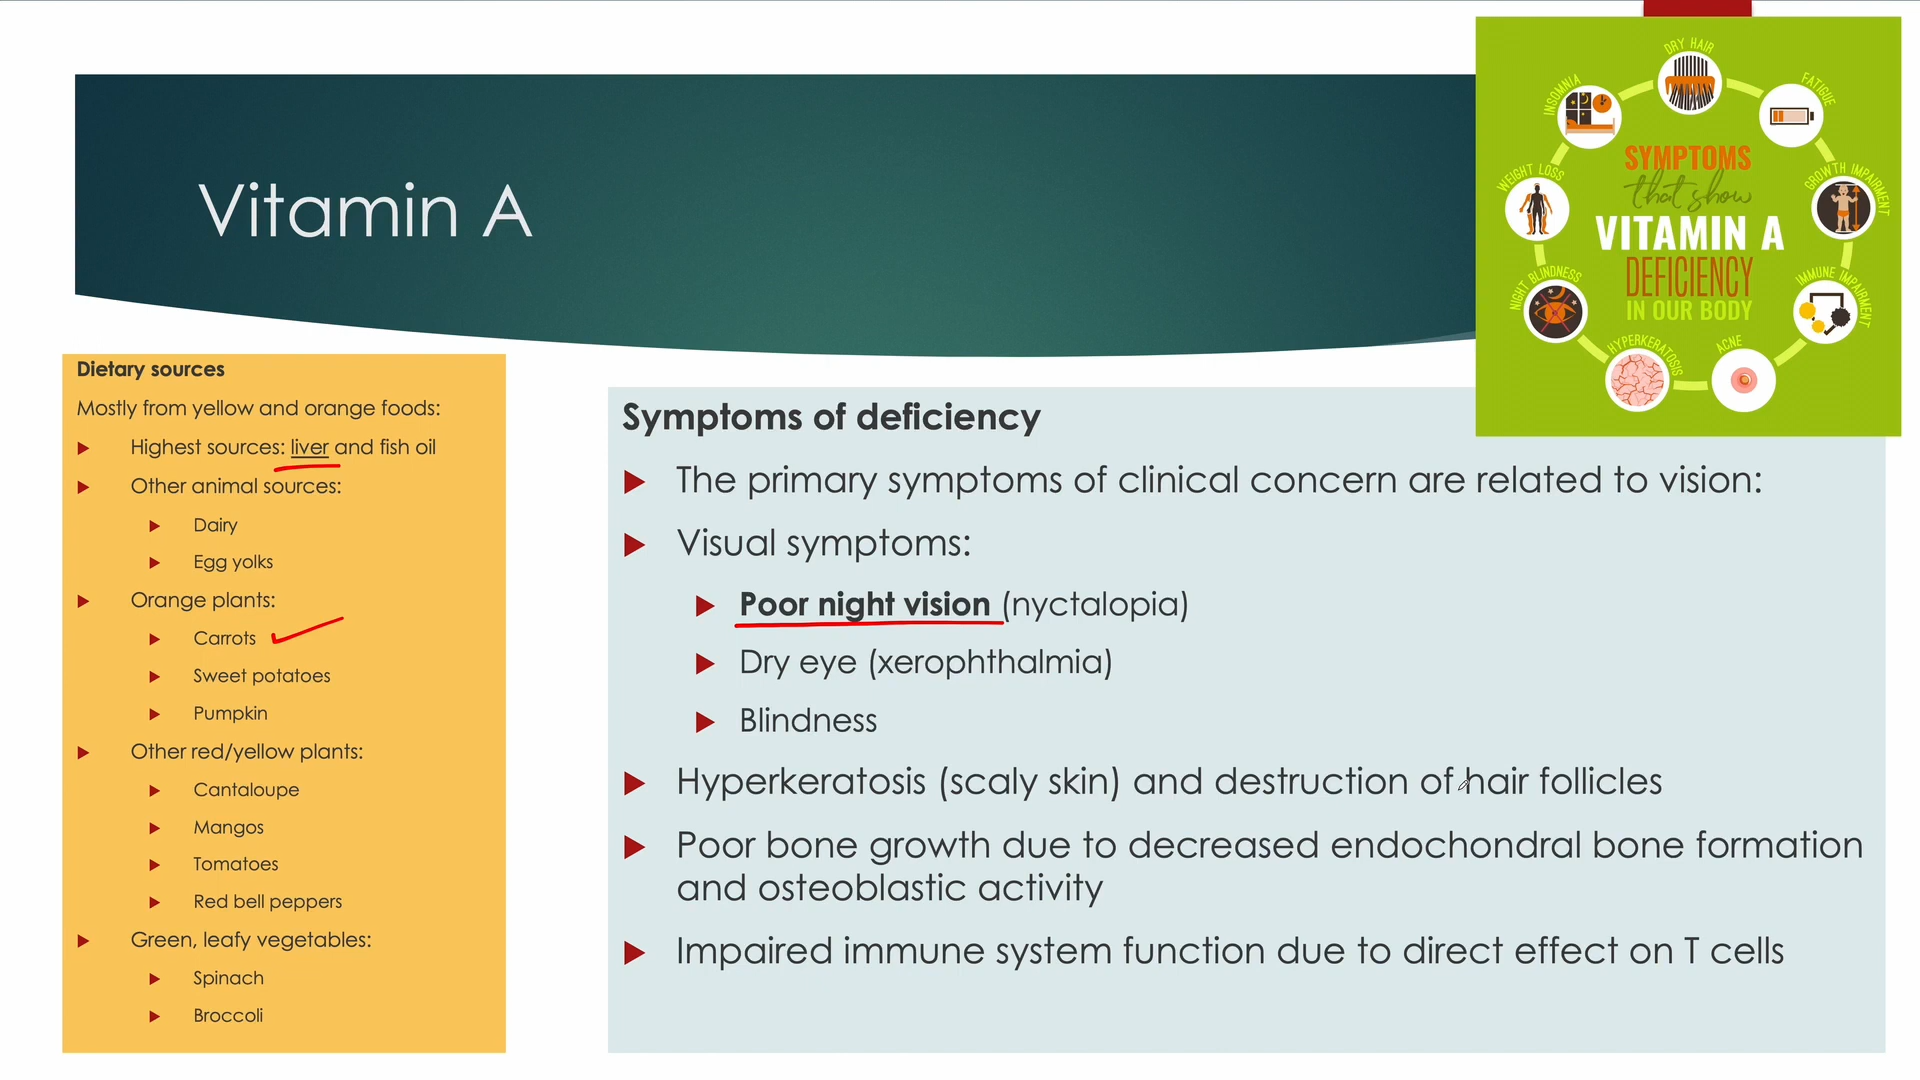 Vitamin A
DRY HAIR
FATIGUE
GROWTH IMPAIRMENT
IMMUNE IMPAIRMENT
ACNE
HYPERKERATOSIS
NIGHT BLINDNESS
WEIGHT LOSS
INSOMNIA
SYMPTOMS
that show
VITAMIN A
DEFICIENCY
IN OUR BODY
Dietary sources
Mostly from yellow and orange foods:
Highest sources: liver and fish oil
Other animal sources:
Dairy
Egg yolks
Orange plants:
Carrots
Sweet potatoes
Pumpkin
Other red/yellow plants:
Cantaloupe
Mangos
Tomatoes
Red bell peppers
Green, leafy vegetables:
Spinach
Broccoli
Symptoms of deficiency
The primary symptoms of clinical concern are related to vision:
Visual symptoms:
Poor night vision (nyctalopia)
Dry eye (xerophthalmia)
Blindness
Hyperkeratosis (scaly skin) and destruction of hair follicles
Poor bone growth due to decreased endochondral bone formation
and osteoblastic activity
Impaired immune system function due to direct effect on T cells